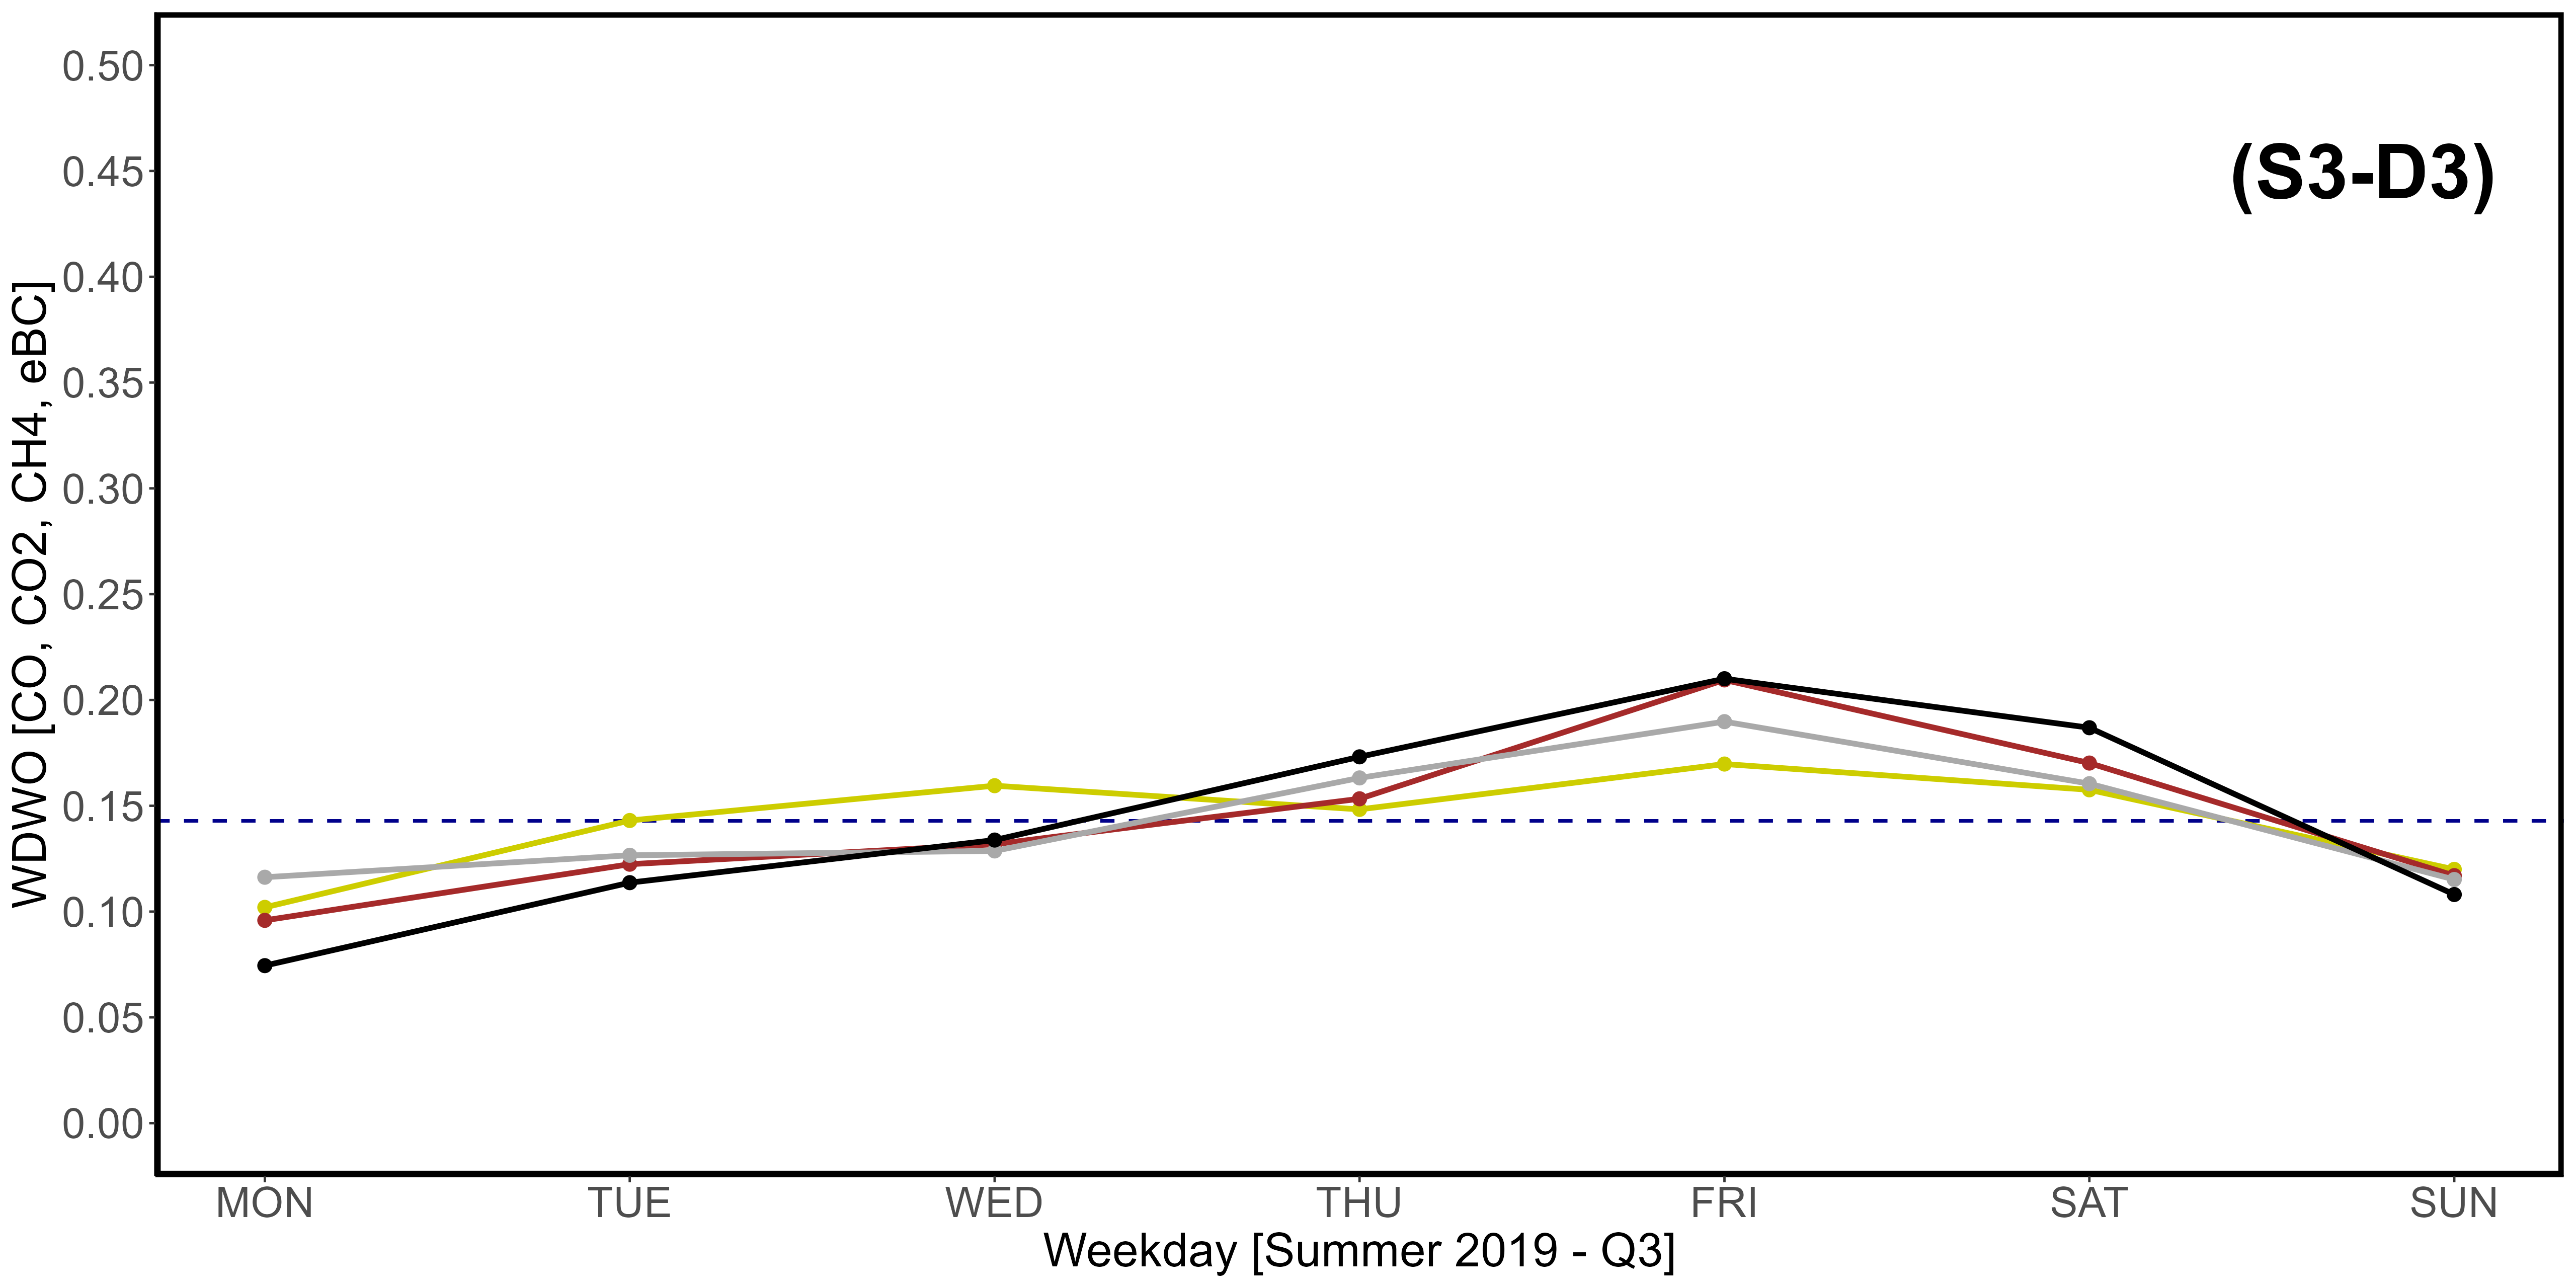 (S3-D3)
WDWO [CO, CO2, CH4, eBC]
0.50
0.45
0.40
0.35
0.30
0.25
0.20
0.15
0.10
0.05
0.00
MON TUE WED THU FRI SAT SUN
Weekday [Summer 2019 - Q3]